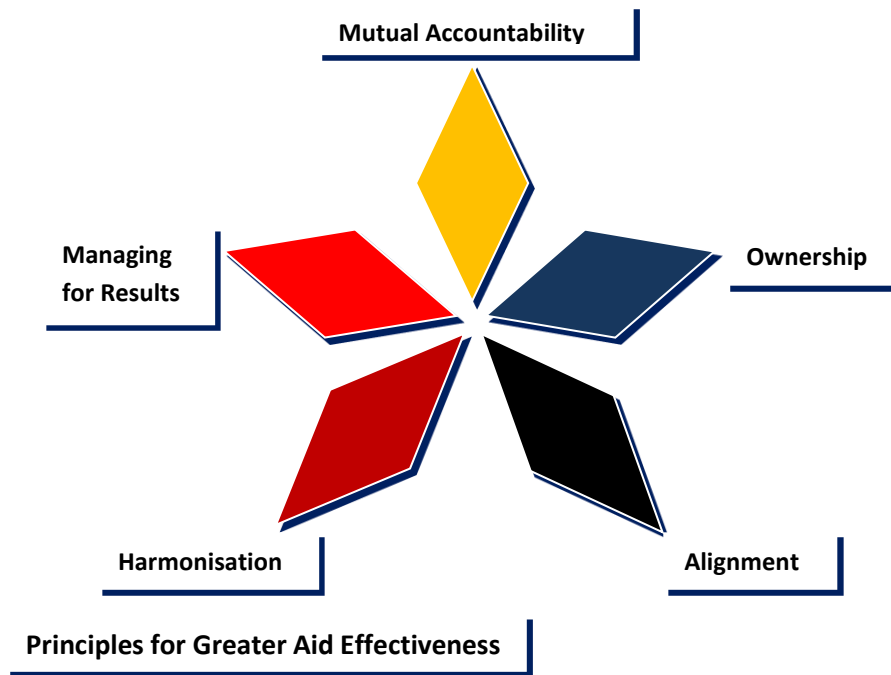 Mutual Accountability
Managing
for Results
Ownership
Harmonisation
Alignment
Principles for Greater Aid Effectiveness